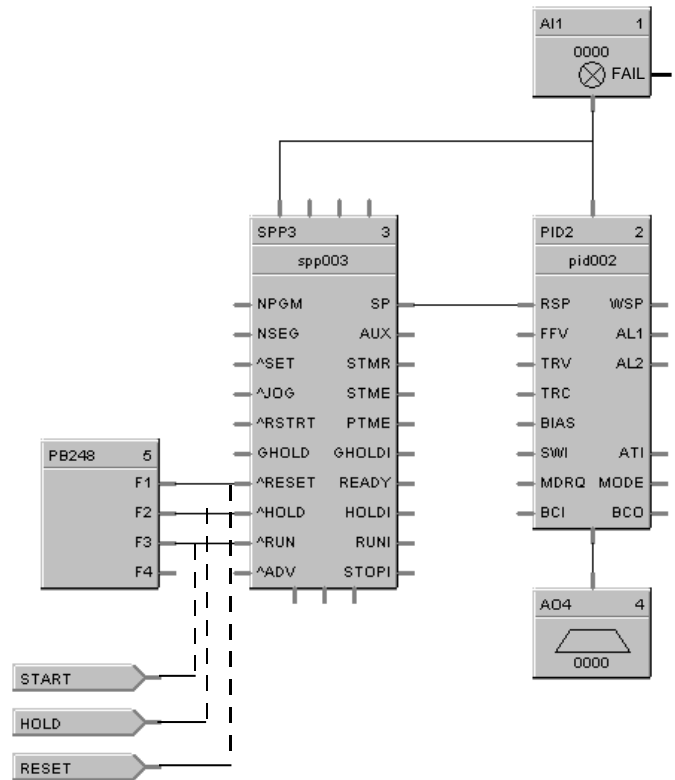 AI1 1
0000
FAIL
SPP3 3
spp003
NPGM SP
NSEG AUX
^SET STMR
^JOG STME
^RSTRT PTME
GHOLD GHOLDI
^RESET READY
^HOLD HOLDI
^RUN RUNI
^ADV STOPI
PID2 2
pid002
RSP WSP
FFV AL1
TRV AL2
TRC
BIAS
SWI ATI
MDRQ MODE
BCI BCO
PB248 5
F1
F2
F3
F4
AO4 4
0000
START
HOLD
RESET